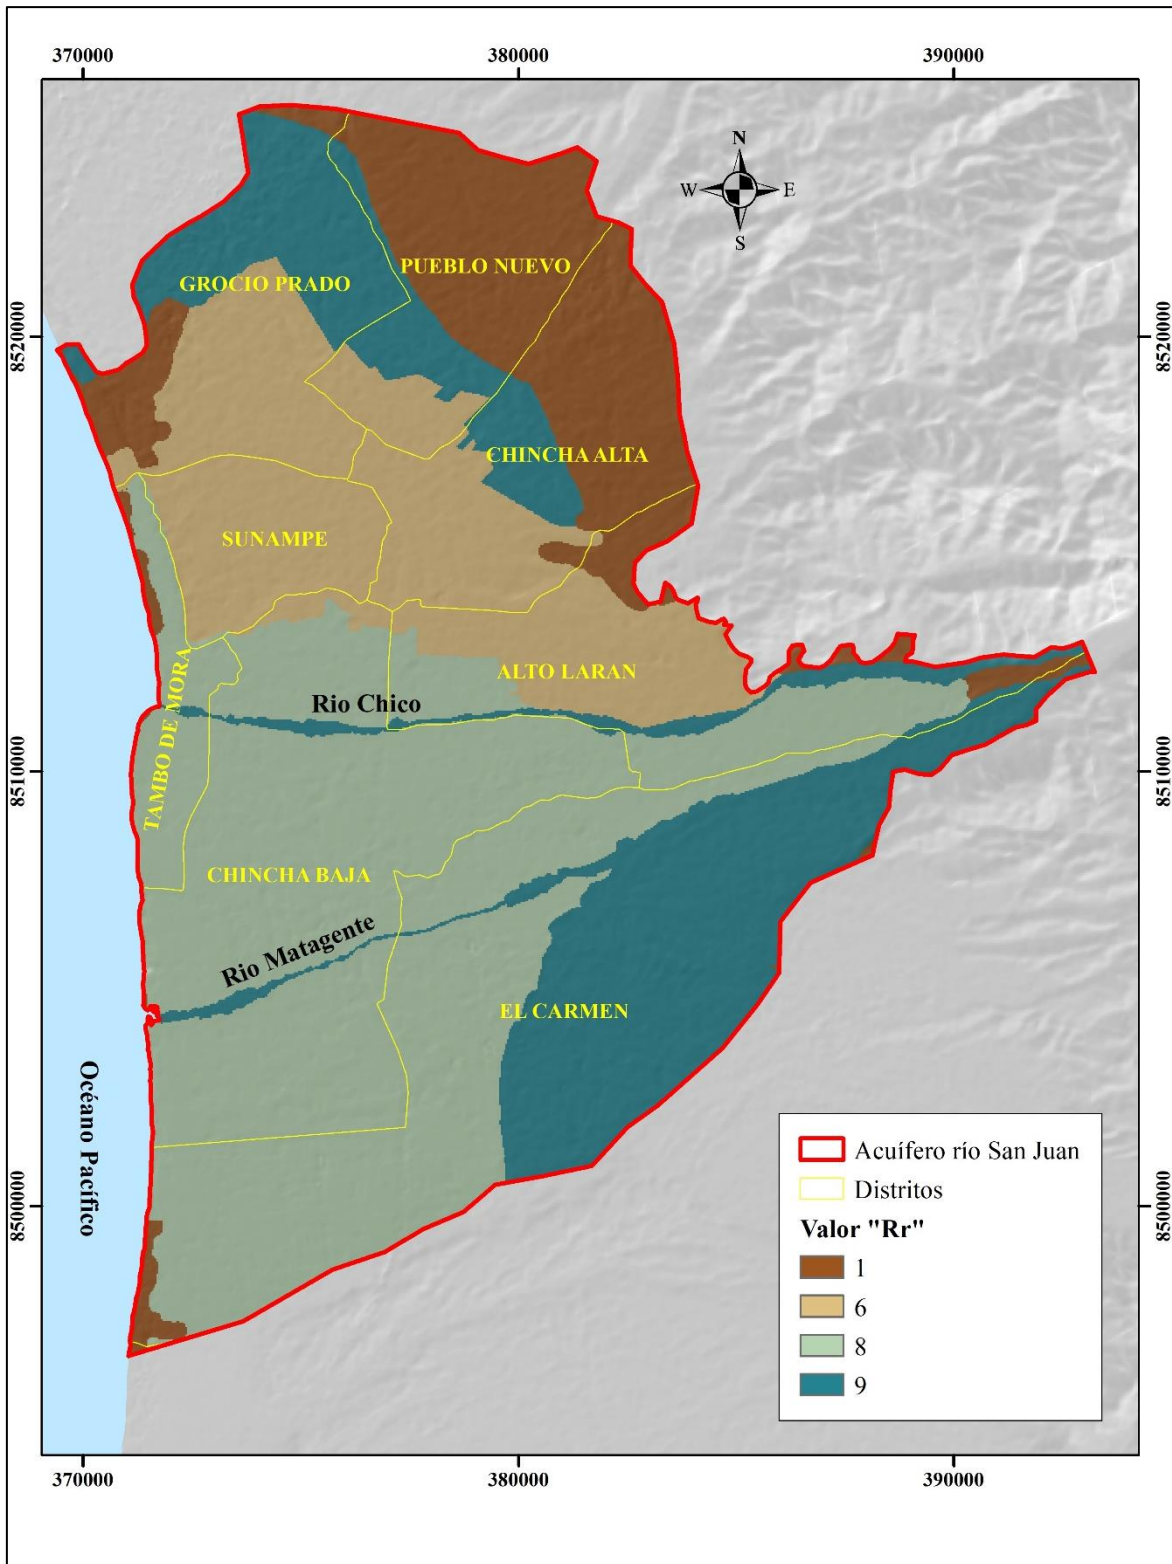 370000
380000
390000
N
W
E
S
PUEBLO NUEVO
GROCIO PRADO
8520000
8520000
CHINCHA ALTA
SUNAMPE
ALTO LARAN
TAMBO DE MORA
Rio Chico
8510000
8510000
CHINCHA BAJA
Rio Matagente
EL CARMEN
Océano Pacífico
8500000
8500000
Acuífero río San Juan
Distritos
Valor "Rr"
1
6
8
9
370000
380000
390000